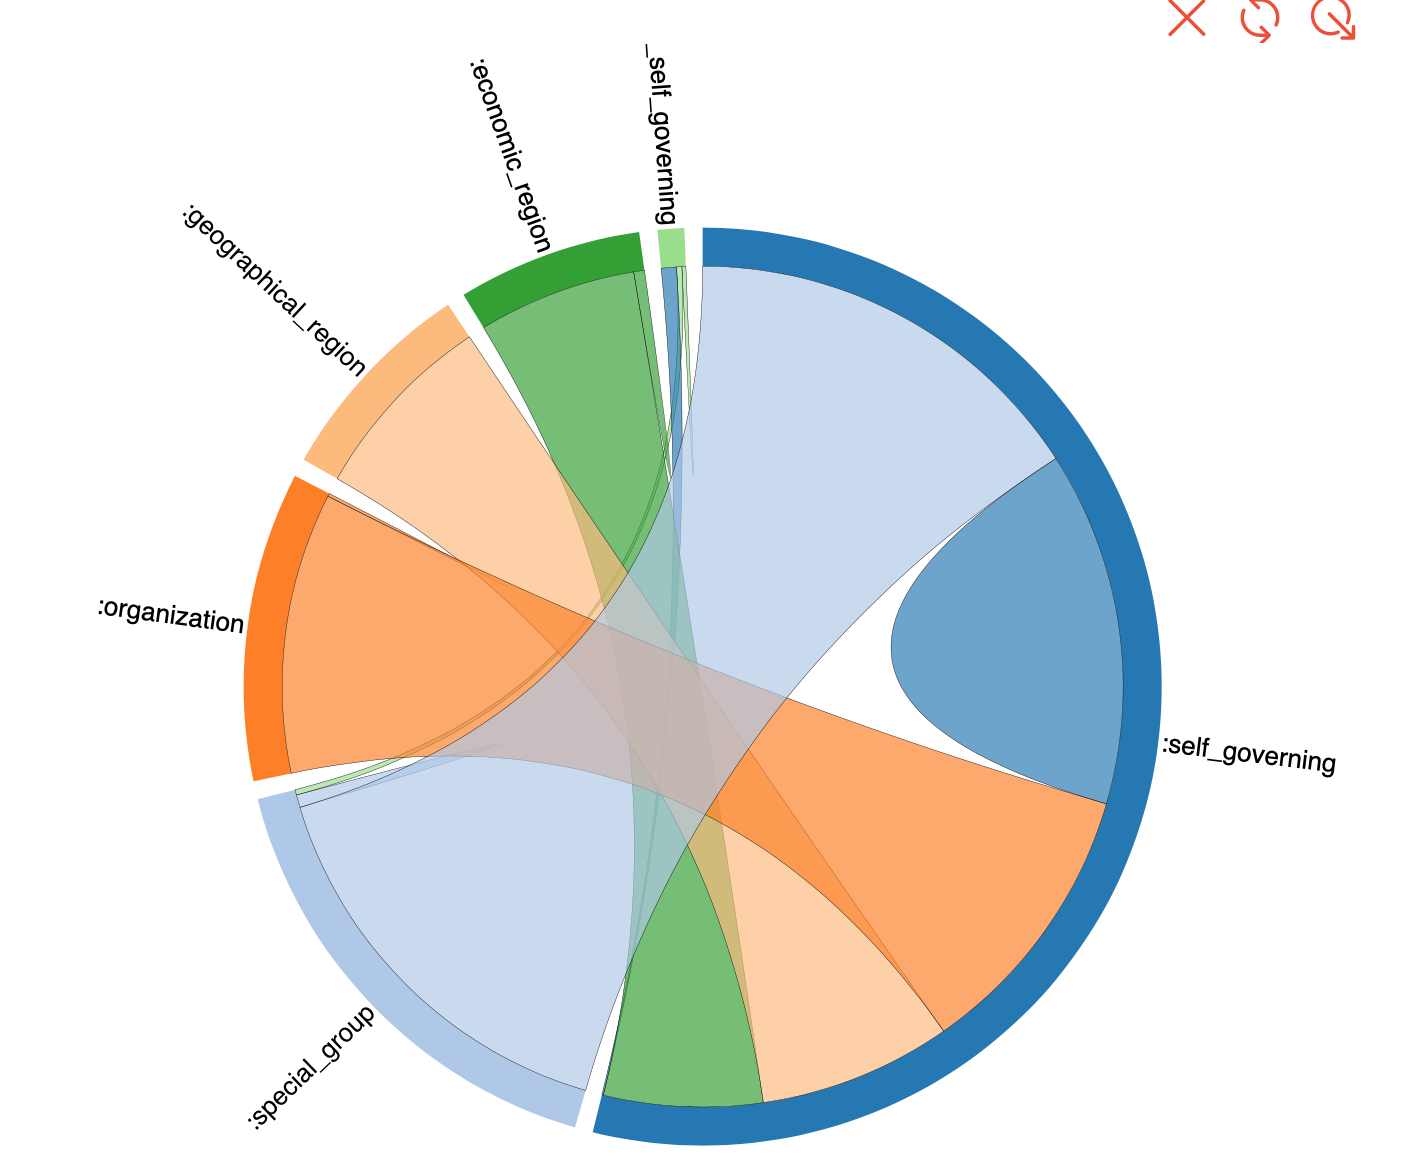 _self_governing
:economic_region
:geographical_region
:organization
:self_governing
:special_group